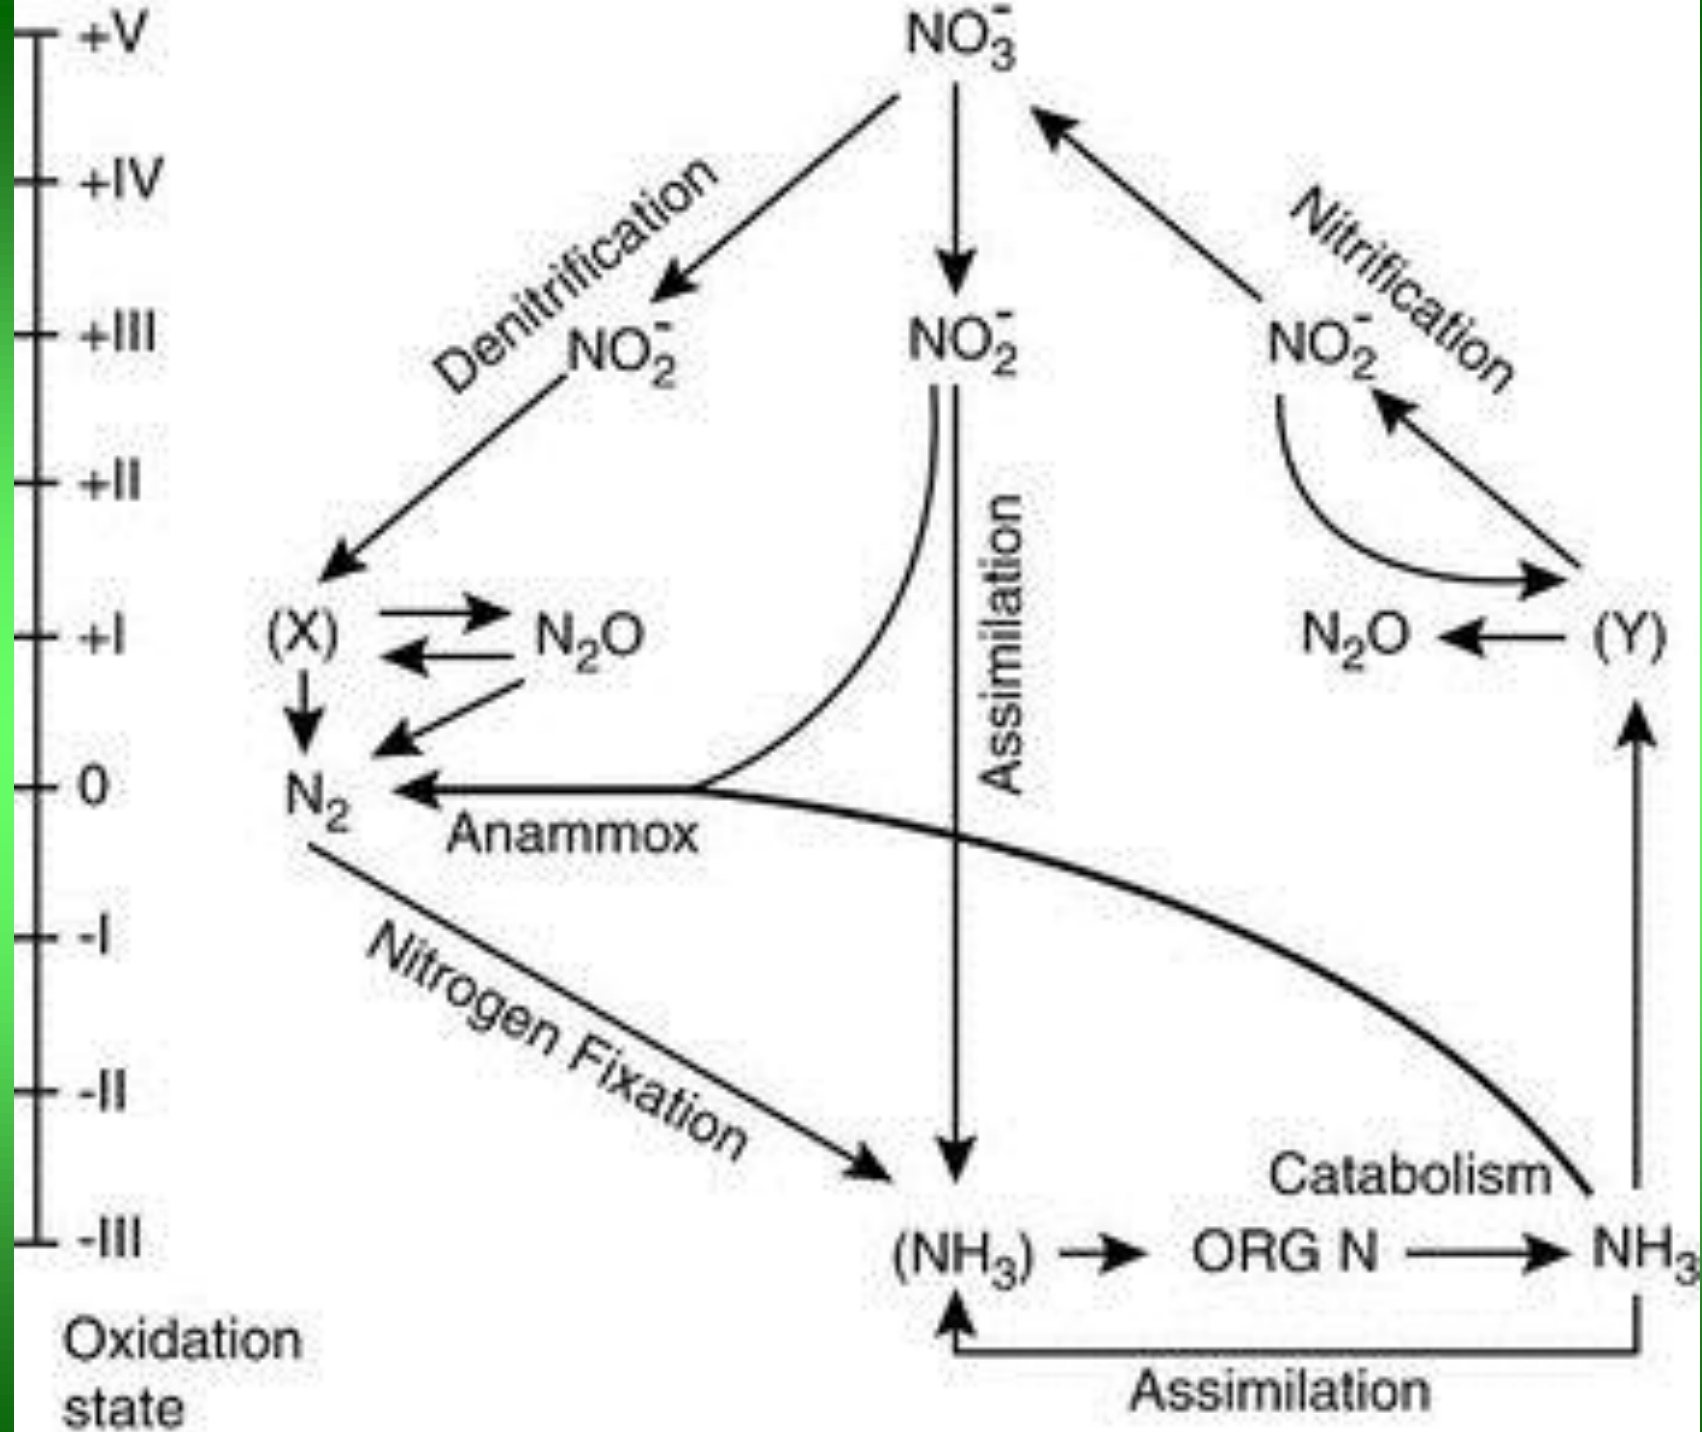 +V
NO₃⁻
+IV
Denitrification
Nitrification
+III
NO₂⁻
NO₂⁻
NO₂⁻
+II
Assimilation
+I
(X)
N₂O
N₂O
(Y)
0
N₂
Anammox
-I
Nitrogen Fixation
-II
Catabolism
-III
(NH₃)
ORG N
NH₃
Oxidation
state
Assimilation